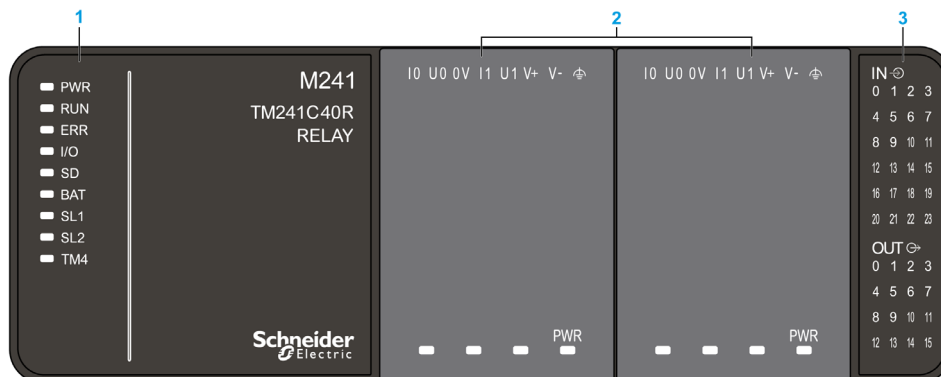 1
2
3
PWR
RUN
ERR
I/O
SD
BAT
SL1
SL2
TM4
M241
TM241C40R
RELAY
Schneider
Electric
I0 U0 0V I1 U1 V+ V-
PWR
I0 U0 0V I1 U1 V+ V-
PWR
IN
0 1 2 3
4 5 6 7
8 9 10 11
12 13 14 15
16 17 18 19
20 21 22 23
OUT
0 1 2 3
4 5 6 7
8 9 10 11
12 13 14 15